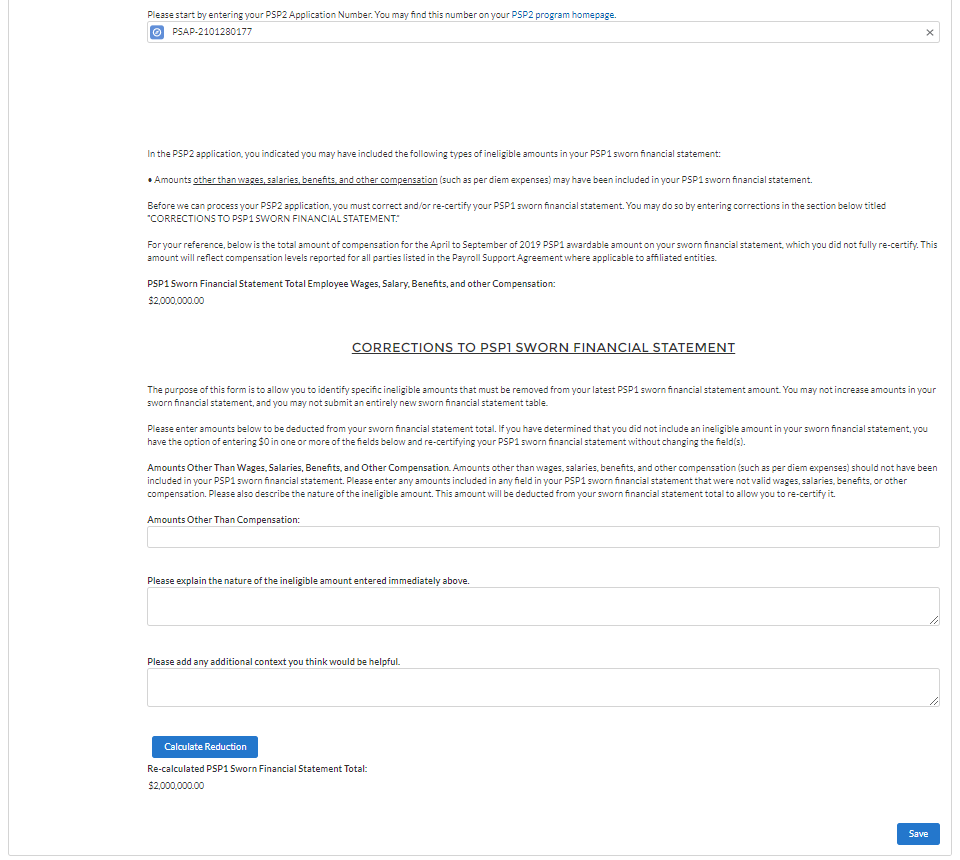 Please start by entering your PSP2 Application Number. You may find this number on your PSP2 program homepage.
PSAP-2101280177
In the PSP2 application, you indicated you may have included the following types of ineligible amounts in your PSP1 sworn financial statement:
• Amounts other than wages, salaries, benefits, and other compensation (such as per diem expenses) may have been included in your PSP1 sworn financial statement.
Before we can process your PSP2 application, you must correct and/or re-certify your PSP1 sworn financial statement. You may do so by entering corrections in the section below titled
"CORRECTIONS TO PSP1 SWORN FINANCIAL STATEMENT."
For your reference, below is the total amount of compensation for the April to September of 2019 PSP1 awardable amount on your sworn financial statement, which you did not fully re-certify. This
amount will reflect compensation levels reported for all parties listed in the Payroll Support Agreement where applicable to affiliated entities.
PSP1 Sworn Financial Statement Total Employee Wages, Salary, Benefits, and other Compensation:
$2,000,000.00
CORRECTIONS TO PSP1 SWORN FINANCIAL STATEMENT
The purpose of this form is to allow you to identify specific ineligible amounts that must be removed from your latest PSP1 sworn financial statement amount. You may not increase amounts in your
sworn financial statement, and you may not submit an entirely new sworn financial statement table.
Please enter amounts below to be deducted from your sworn financial statement total. If you have determined that you did not include an ineligible amount in your sworn financial statement, you
have the option of entering $0 in one or more of the fields below and re-certifying your PSP1 sworn financial statement without changing the field(s).
Amounts Other Than Wages, Salaries, Benefits, and Other Compensation. Amounts other than wages, salaries, benefits, and other compensation (such as per diem expenses) should not have been
included in your PSP1 sworn financial statement. Please enter any amounts included in any field in your PSP1 sworn financial statement that were not valid wages, salaries, benefits, or other
compensation. Please also describe the nature of the ineligible amount. This amount will be deducted from your sworn financial statement total to allow you to re-certify it.
Amounts Other Than Compensation:
Please explain the nature of the ineligible amount entered immediately above.
Please add any additional context you think would be helpful.
Calculate Reduction
Re-calculated PSP1 Sworn Financial Statement Total:
$2,000,000.00
Save